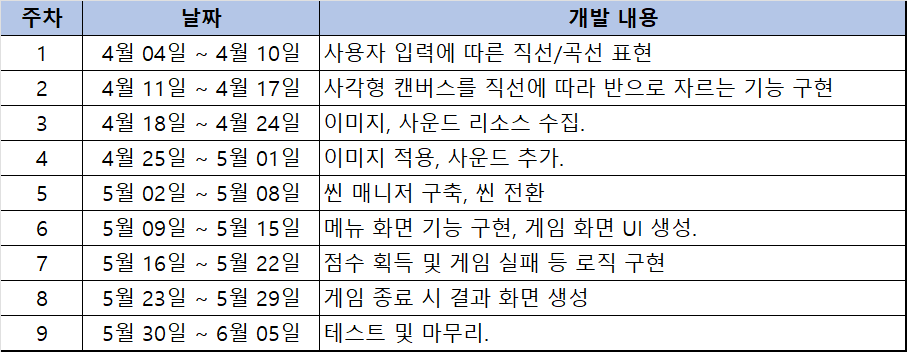 주차 날짜 개발 내용
1 4월 04일 ~ 4월 10일 사용자 입력에 따른 직선/곡선 표현
2 4월 11일 ~ 4월 17일 사각형 캔버스를 직선에 따라 반으로 자르는 기능 구현
3 4월 18일 ~ 4월 24일 이미지, 사운드 리소스 수집.
4 4월 25일 ~ 5월 01일 이미지 적용, 사운드 추가.
5 5월 02일 ~ 5월 08일 씬 매니저 구축, 씬 전환
6 5월 09일 ~ 5월 15일 메뉴 화면 기능 구현, 게임 화면 UI 생성.
7 5월 16일 ~ 5월 22일 점수 획득 및 게임 실패 등 로직 구현
8 5월 23일 ~ 5월 29일 게임 종료 시 결과 화면 생성
9 5월 30일 ~ 6월 05일 테스트 및 마무리.